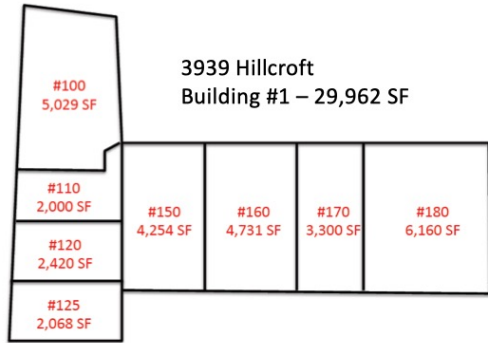 3939 Hillcroft
Building #1 – 29,962 SF
#100
5,029 SF
#110
2,000 SF
#120
2,420 SF
#125
2,068 SF
#150
4,254 SF
#160
4,731 SF
#170
3,300 SF
#180
6,160 SF